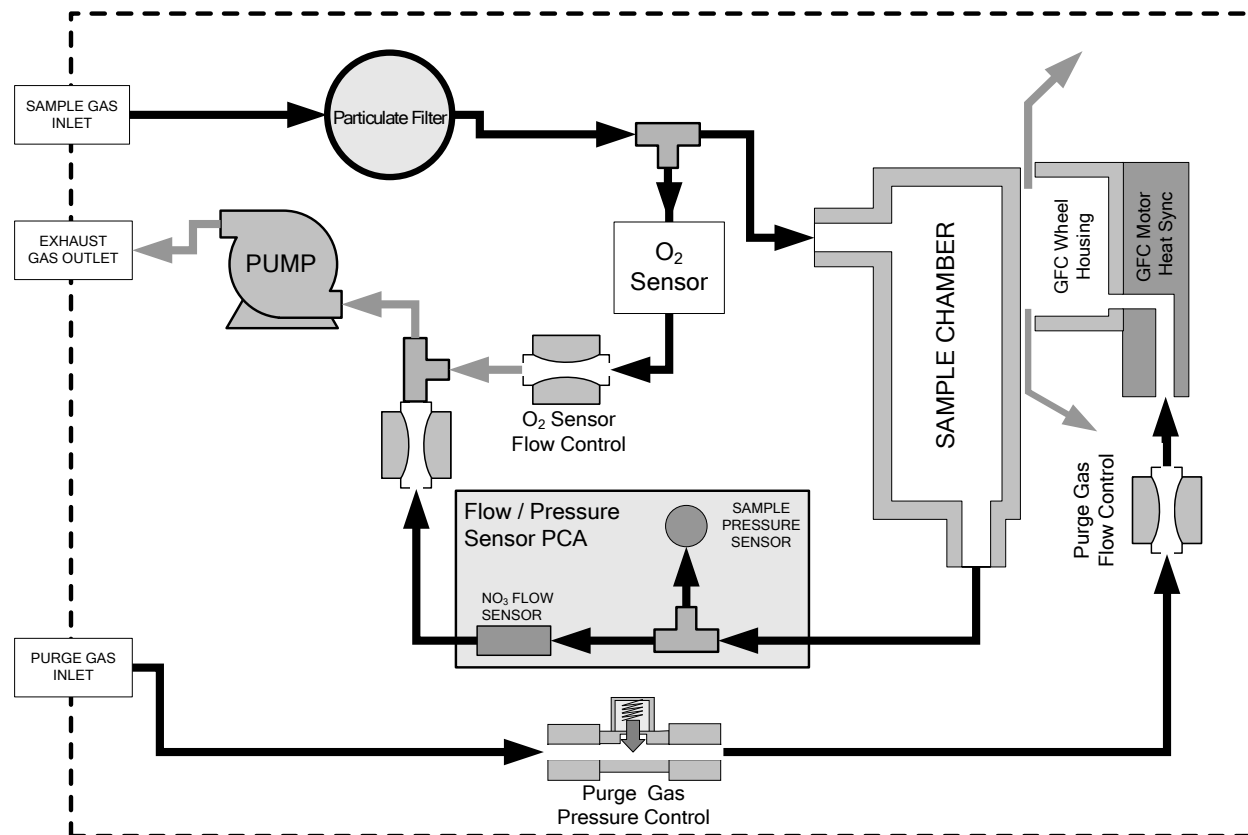 SAMPLE GAS
INLET
Particulate Filter
EXHAUST
GAS OUTLET
PUMP
O₂
Sensor
SAMPLE CHAMBER
GFC Wheel
Housing
GFC Motor
Heat Sync
O₂ Sensor
Flow Control
Flow / Pressure
Sensor PCA
SAMPLE
PRESSURE
SENSOR
NO₃ FLOW
SENSOR
Purge Gas
Flow Control
PURGE GAS
INLET
Purge Gas
Pressure Control